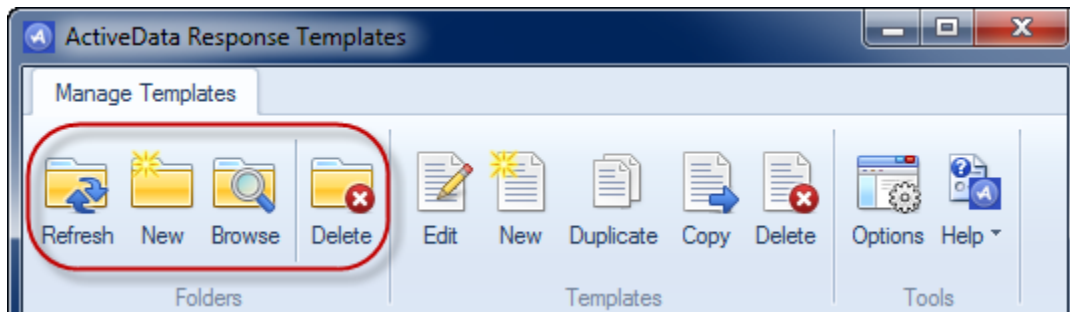 ActiveData Response Templates
Manage Templates
Refresh New Browse Delete Edit New Duplicate Copy Delete Options Help
Folders Templates Tools